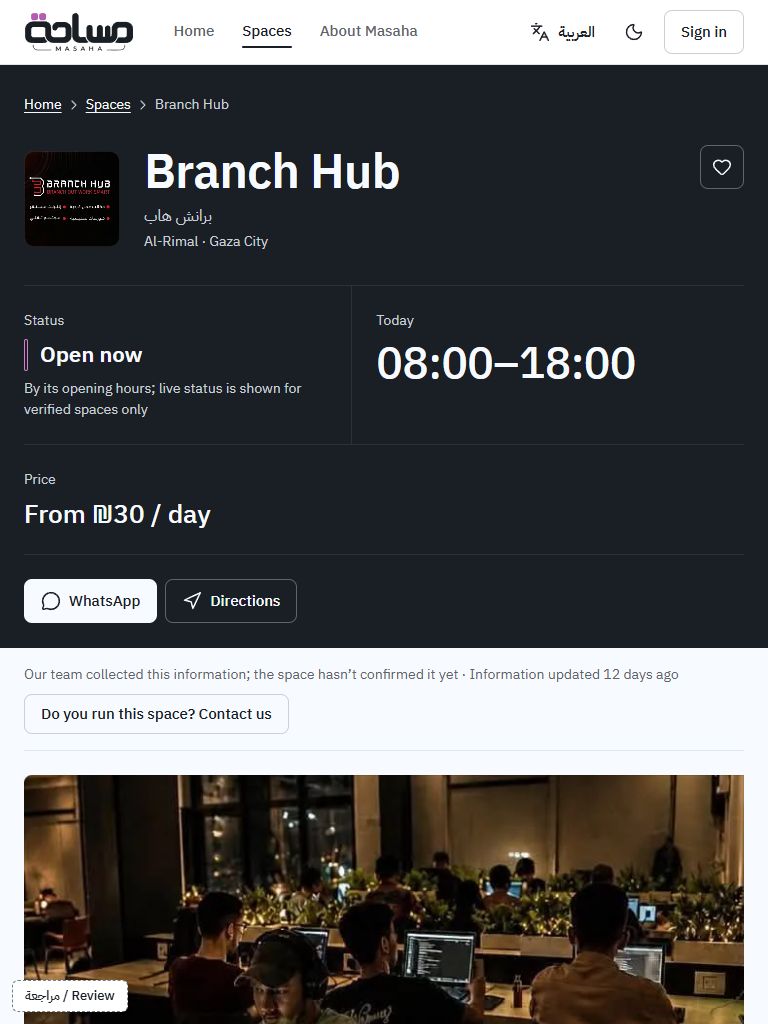 مساحة
MASAHA
Home
Spaces
About Masaha
العربية
Sign in
Home > Spaces > Branch Hub
BRANCH HUB
Branch Hub
برانش هاب
Al-Rimal · Gaza City
Status
Open now
By its opening hours; live status is shown for
verified spaces only
Today
08:00–18:00
Price
From ₪30 / day
WhatsApp
Directions
Our team collected this information; the space hasn’t confirmed it yet · Information updated 12 days ago
Do you run this space? Contact us
مراجعة / Review